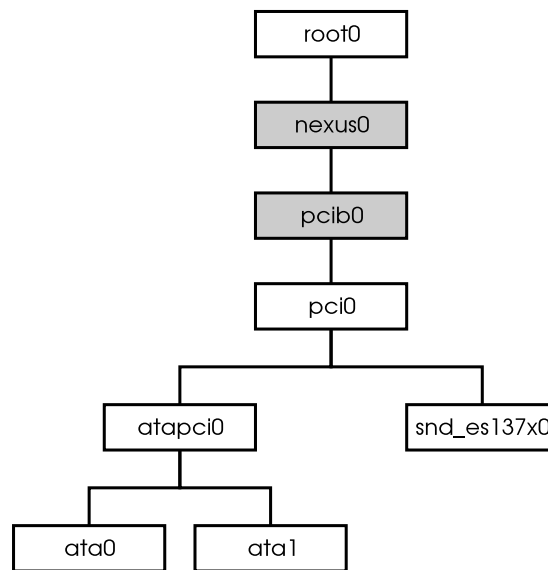 root0
nexus0
pcib0
pci0
atapci0
snd_es137x0
ata0
ata1